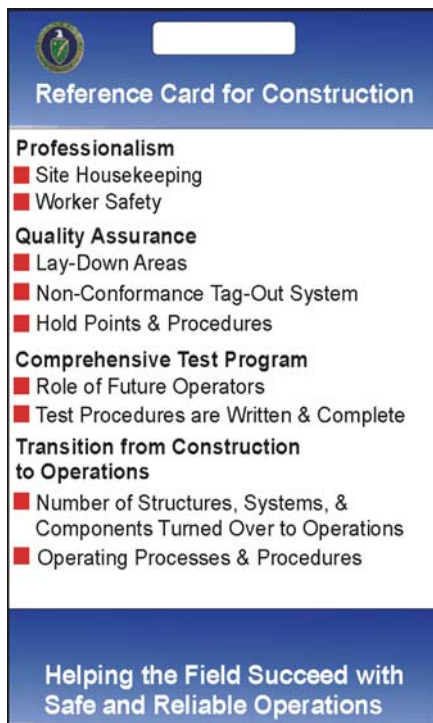 Reference Card for Construction
Professionalism
Site Housekeeping
Worker Safety
Quality Assurance
Lay-Down Areas
Non-Conformance Tag-Out System
Hold Points & Procedures
Comprehensive Test Program
Role of Future Operators
Test Procedures are Written & Complete
Transition from Construction
to Operations
Number of Structures, Systems, &
Components Turned Over to Operations
Operating Processes & Procedures
Helping the Field Succeed with
Safe and Reliable Operations